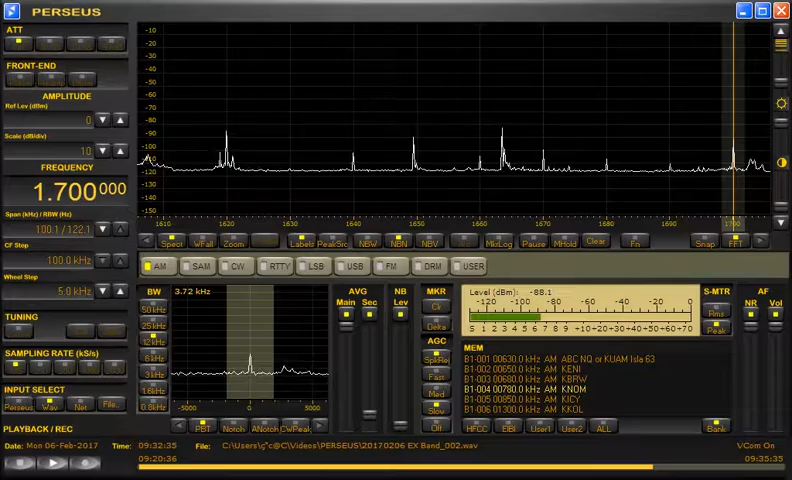 PERSEUS
ATT
FRONT-END
AMPLITUDE
Ref Lev (dBm)
0
Scale (dB/div)
10
FREQUENCY
1.700000
Span (kHz) / RBW (Hz)
100.1 / 122.1
CF Step
100.0 kHz
Wheel Step
5.0 kHz
TUNING
SAMPLING RATE (kS/s)
INPUT SELECT
Perseus Wav Net File..
PLAYBACK / REC
-10
-20
-30
-40
-50
-60
-70
-80
-90
-100
-110
-120
-130
-140
-150
1610 1620 1630 1640 1650 1660 1670 1680 1690 1700
Spect WFall Zoom Labels PeakSrc NBW NBN NBV MkrLog Pause MHold Clear Fn Snap FFT
AM SAM CW RTTY LSB USB FM DRM USER
BW
50kHz
25 kHz
12 kHz
6 kHz
3 kHz
1.6kHz
0.8kHz
3.72 kHz
-5000 0 5000
PBT Notch ANotch CWPeak
AVG
Main Sec
NB
Lev
MKR
Clr
Delta
AGC
SplRej
Fast
Med
Slow
Off
Level (dBm): -88.1
-120 -100 -80 -60 -40 -20 0
S 1 2 3 4 5 6 7 8 9 +10 +20 +30 +40 +50 +60 +70
S-MTR
Rms
Peak
AF
NR Vol
MEM
B1-001 00630.0 kHz AM ABC NQ or KUAM Isla 63
B1-002 00650.0 kHz AM KENI
B1-003 00680.0 kHz AM KBRW
B1-004 00780.0 kHz AM KNOM
B1-005 00850.0 kHz AM KICY
B1-006 01300.0 kHz AM KKOL
HFCC EIBI User1 User2 ALL Bank
Date: Mon 06-Feb-2017 Time: 09:32:35 File: C:\Users\ç"c@C\Videos\PERSEUS\20170206 EX Band_002.wav VCom On
09:20:36 09:35:35